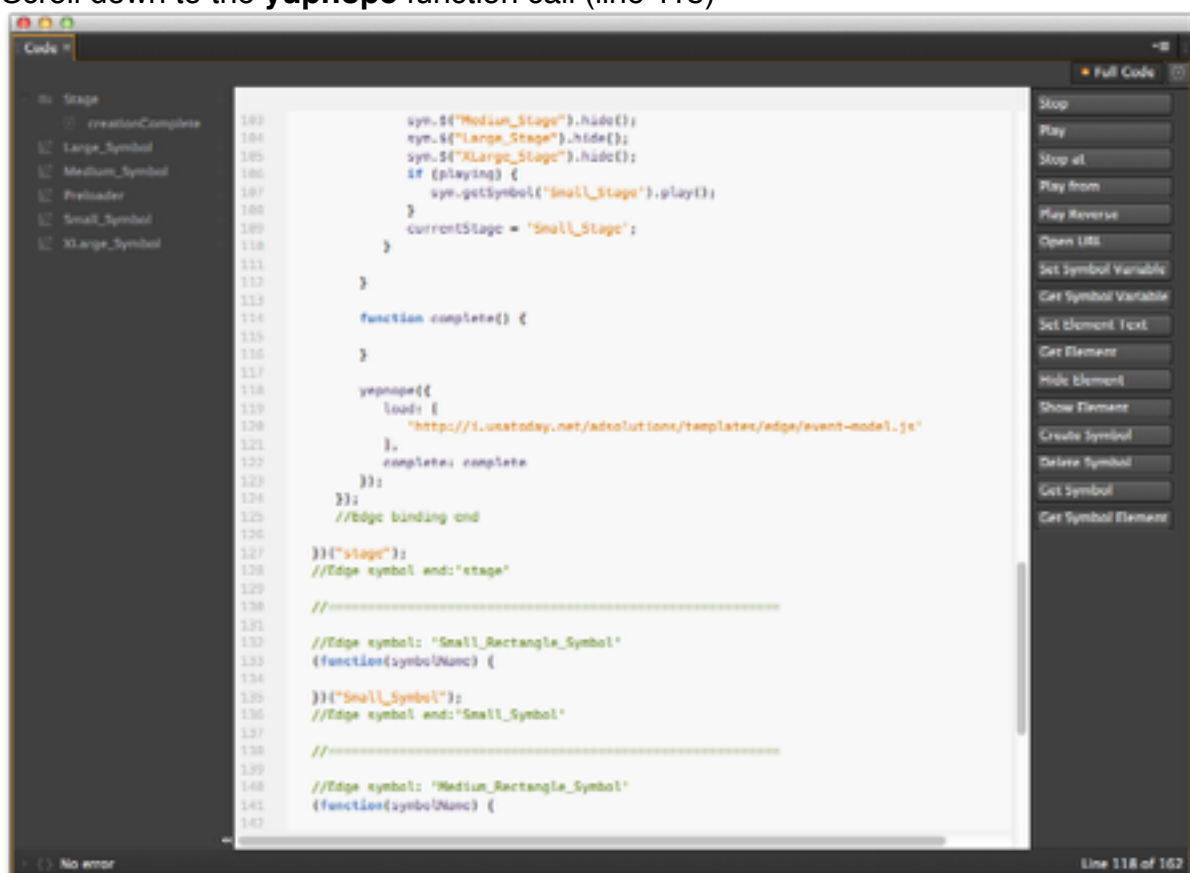 Scroll down to the yepnope function call (line 118)
Code
Full Code
Stage
creationComplete
Large_Symbol
Medium_Symbol
Preloader
Small_Symbol
XLarge_Symbol
103 sym.$("Medium_Stage").hide();
104 sym.$("Large_Stage").hide();
105 sym.$("XLarge_Stage").hide();
106 if (playing) {
107 sym.getSymbol("Small_Stage").play();
108 }
109 currentStage = 'Small_Stage';
110 }
111
112 }
113
114 function complete() {
115
116 }
117
118 yepnope({
119 load: [
120 'http://i.usatoday.net/adsolutions/templates/edge/event-model.js'
121 ],
122 complete: complete
123 });
124 });
125 //Edge binding end
126
127 })("stage");
128 //Edge symbol end:"stage"
129
130 //=========================================================
131
132 //Edge symbol: "Small_Rectangle_Symbol"
133 (function(symbolName) {
134
135 })("Small_Symbol");
136 //Edge symbol end:"Small_Symbol"
137
138 //=========================================================
139
140 //Edge symbol: "Medium_Rectangle_Symbol"
141 (function(symbolName) {
142
Stop
Play
Stop at
Play from
Play Reverse
Open URL
Set Symbol Variable
Get Symbol Variable
Set Element Text
Get Element
Hide Element
Show Element
Create Symbol
Delete Symbol
Get Symbol
Get Symbol Element
No error
Line 118 of 162